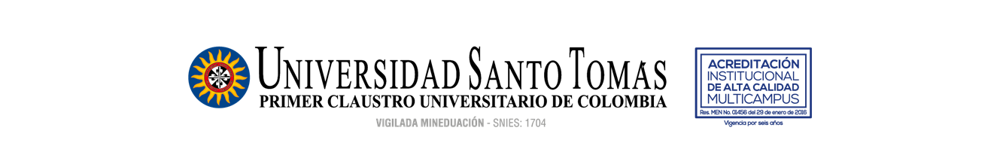 UNIVERSIDAD SANTO TOMÁS
PRIMER CLAUSTRO UNIVERSITARIO DE COLOMBIA
VIGILADA MINEDUACIÓN - SNIES: 1704
ACREDITACIÓN
INSTITUCIONAL
DE ALTA CALIDAD
MULTICAMPUS
Res. MEN No. 01456 del 29 de enero de 2016
Vigencia por seis años